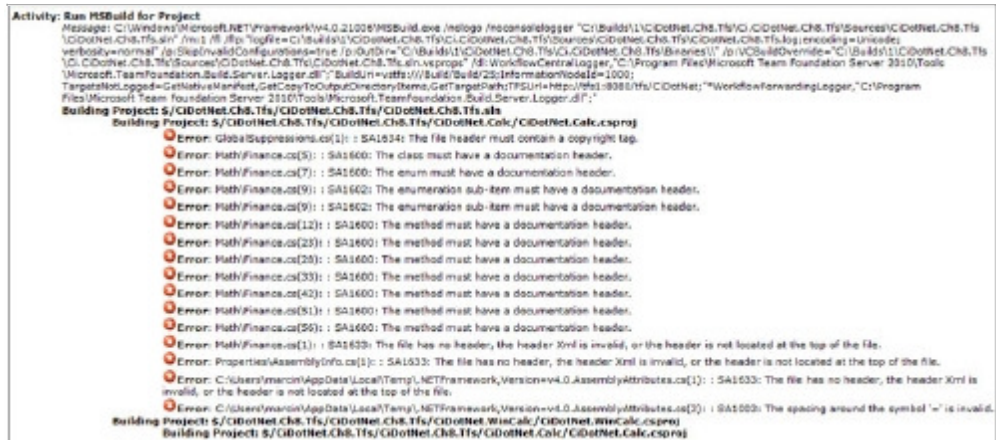 Activity: Run MSBuild for Project
Message: C:\Windows\Microsoft.NET\Framework\v4.0.21006\MSBuild.exe /nologo /noconsolelogger "C:\Builds\1\CiDotNet\Ch8.Tfs\Ci.CiDotNet.Ch8.Tfs\Sources\CiDotNet.Ch8.Tfs
\CiDotNet.Ch8.Tfs.sln" /m:1 /fl /flp:"logfile=C:\Builds\1\CiDotNet\Ch8.Tfs\Ci.CiDotNet.Ch8.Tfs\Sources\CiDotNet.Ch8.Tfs\CiDotNet.Ch8.Tfs.log;encoding=Unicode;
verbosity=normal" /p:SkipInvalidConfigurations=true /p:OutDir="C:\Builds\1\CiDotNet\Ch8.Tfs\Ci.CiDotNet.Ch8.Tfs\Binaries\\" /p:VCBuildOverride="C:\Builds\1\CiDotNet\Ch8.Tfs
\Ci.CiDotNet.Ch8.Tfs\Sources\CiDotNet.Ch8.Tfs\CiDotNet.Ch8.Tfs.sln.vsprops" /dl:WorkflowCentralLogger,"C:\Program Files\Microsoft Team Foundation Server 2010\Tools
\Microsoft.TeamFoundation.Build.Server.Logger.dll";"BuildUri=vstfs:///Build/Build/25;InformationNodeId=1000;
TargetsNotLogged=GetNativeManifest,GetCopyToOutputDirectoryItems,GetTargetPath;TFSUrl=http://tfs1:8080/tfs/CiDotNet;"*WorkflowForwardingLogger,"C:\Program
Files\Microsoft Team Foundation Server 2010\Tools\Microsoft.TeamFoundation.Build.Server.Logger.dll";"
Building Project: $/CiDotNet.Ch8.Tfs/CiDotNet.Ch8.Tfs/CiDotNet.Ch8.Tfs.sln
Building Project: $/CiDotNet.Ch8.Tfs/CiDotNet.Ch8.Tfs/CiDotNet.Calc/CiDotNet.Calc.csproj
Error: GlobalSuppressions.cs(1): : SA1634: The file header must contain a copyright tag.
Error: Math\Finance.cs(5): : SA1600: The class must have a documentation header.
Error: Math\Finance.cs(7): : SA1600: The enum must have a documentation header.
Error: Math\Finance.cs(9): : SA1602: The enumeration sub-item must have a documentation header.
Error: Math\Finance.cs(9): : SA1602: The enumeration sub-item must have a documentation header.
Error: Math\Finance.cs(12): : SA1600: The method must have a documentation header.
Error: Math\Finance.cs(23): : SA1600: The method must have a documentation header.
Error: Math\Finance.cs(28): : SA1600: The method must have a documentation header.
Error: Math\Finance.cs(33): : SA1600: The method must have a documentation header.
Error: Math\Finance.cs(42): : SA1600: The method must have a documentation header.
Error: Math\Finance.cs(51): : SA1600: The method must have a documentation header.
Error: Math\Finance.cs(56): : SA1600: The method must have a documentation header.
Error: Math\Finance.cs(1): : SA1633: The file has no header, the header Xml is invalid, or the header is not located at the top of the file.
Error: Properties\AssemblyInfo.cs(1): : SA1633: The file has no header, the header Xml is invalid, or the header is not located at the top of the file.
Error: C:\Users\marcin\AppData\Local\Temp\.NETFramework,Version=v4.0.AssemblyAttributes.cs(1): : SA1633: The file has no header, the header Xml is
invalid, or the header is not located at the top of the file.
Error: C:\Users\marcin\AppData\Local\Temp\.NETFramework,Version=v4.0.AssemblyAttributes.cs(3): : SA1003: The spacing around the symbol '=' is invalid.
Building Project: $/CiDotNet.Ch8.Tfs/CiDotNet.Ch8.Tfs/CiDotNet.WinCalc/CiDotNet.WinCalc.csproj
Building Project: $/CiDotNet.Ch8.Tfs/CiDotNet.Ch8.Tfs/CiDotNet.Calc/CiDotNet.Calc.csproj